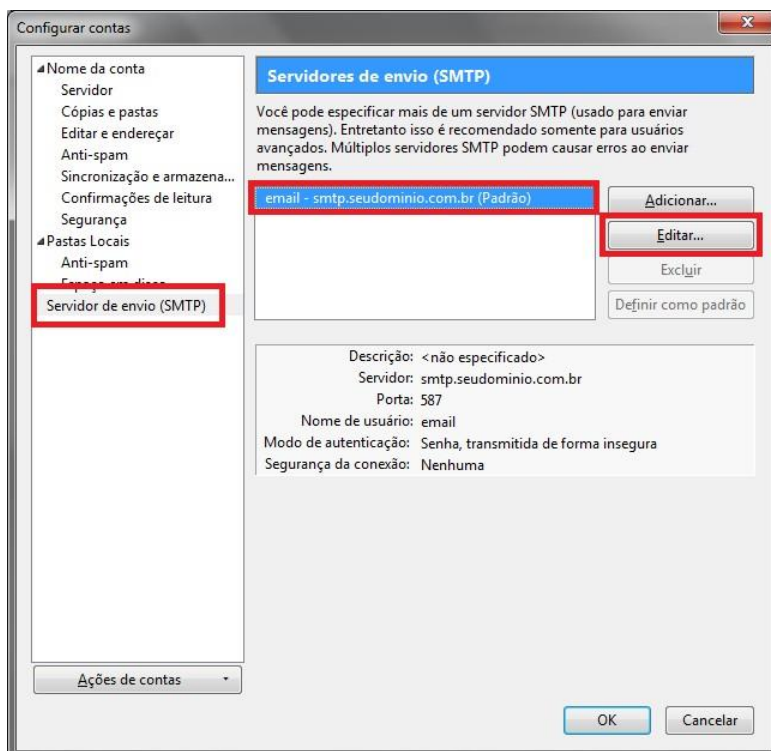 Configurar contas
Nome da conta
Servidor
Cópias e pastas
Editar e endereçar
Anti-spam
Sincronização e armazena...
Confirmações de leitura
Segurança
Pastas Locais
Anti-spam
Espaço em disco
Servidor de envio (SMTP)
Ações de contas
Servidores de envio (SMTP)
Você pode especificar mais de um servidor SMTP (usado para enviar
mensagens). Entretanto isso é recomendado somente para usuários
avançados. Múltiplos servidores SMTP podem causar erros ao enviar
mensagens.
email - smtp.seudominio.com.br (Padrão)
Adicionar...
Editar...
Excluir
Definir como padrão
Descrição: <não especificado>
Servidor: smtp.seudominio.com.br
Porta: 587
Nome de usuário: email
Modo de autenticação: Senha, transmitida de forma insegura
Segurança da conexão: Nenhuma
OK
Cancelar